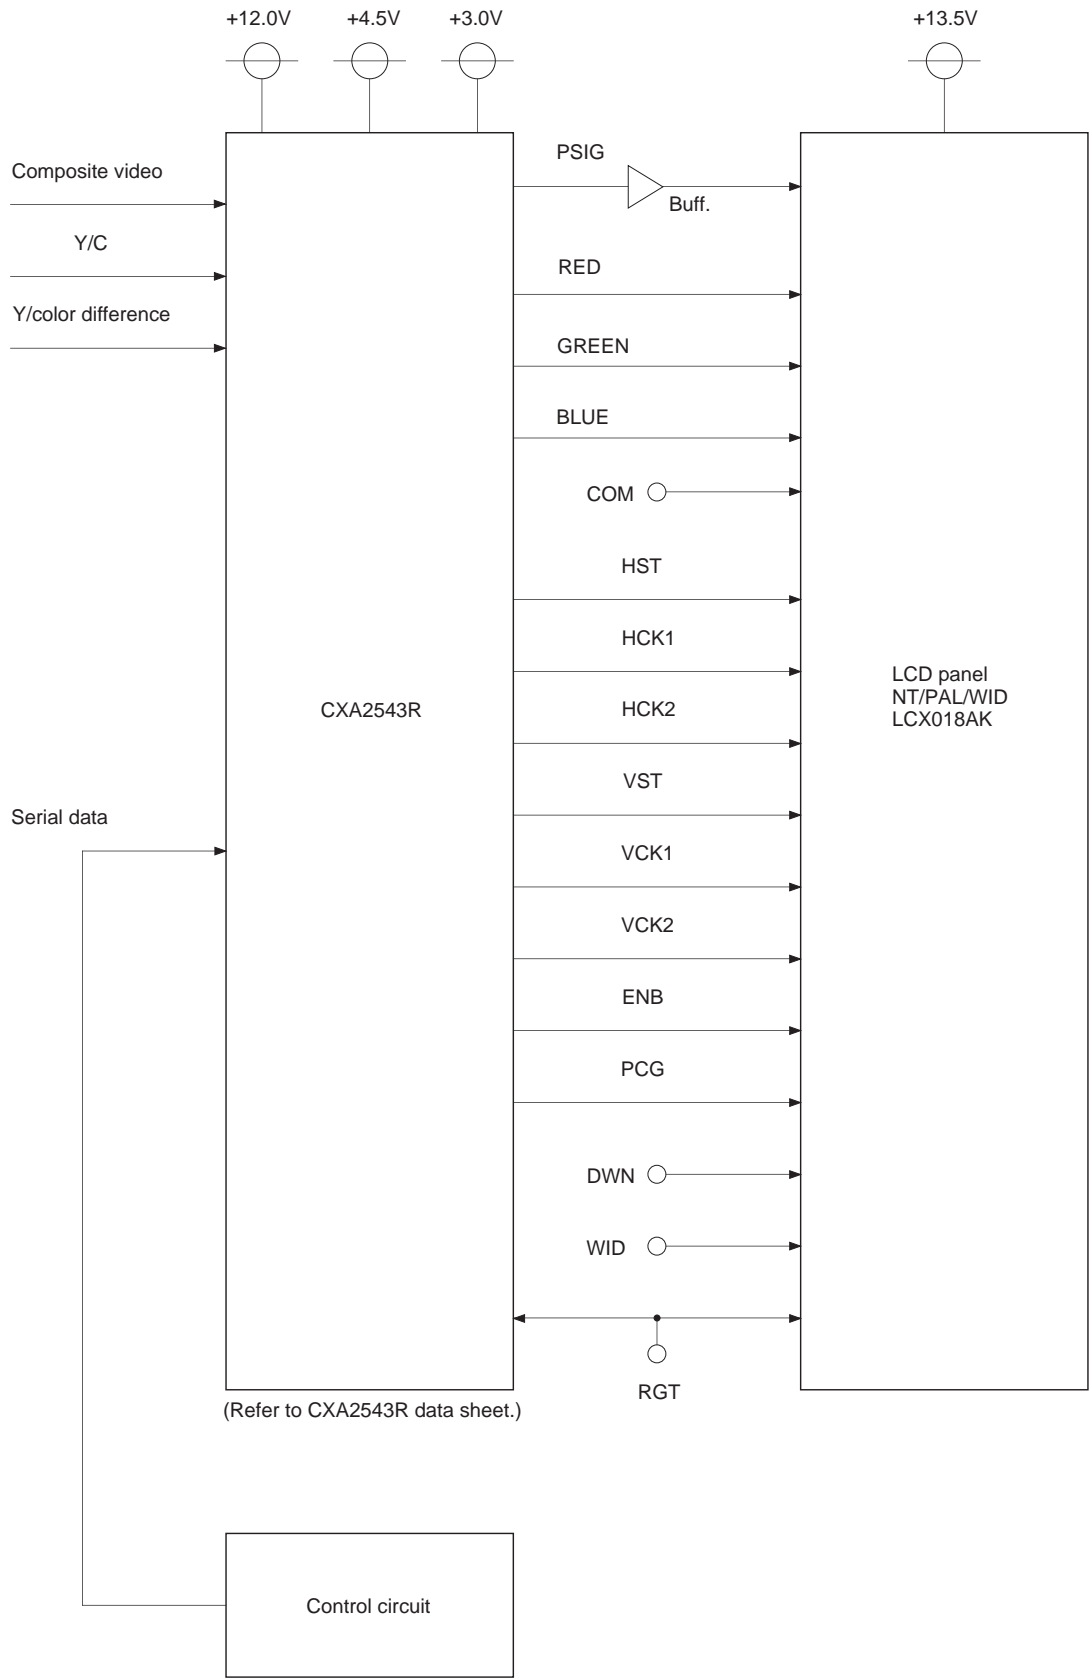 +12.0V
+4.5V
+3.0V
+13.5V
Composite video
Y/C
Y/color difference
PSIG
Buff.
RED
GREEN
BLUE
COM
HST
HCK1
HCK2
VST
VCK1
VCK2
ENB
PCG
DWN
WID
RGT
CXA2543R
LCD panel
NT/PAL/WID
LCX018AK
Serial data
(Refer to CXA2543R data sheet.)
Control circuit